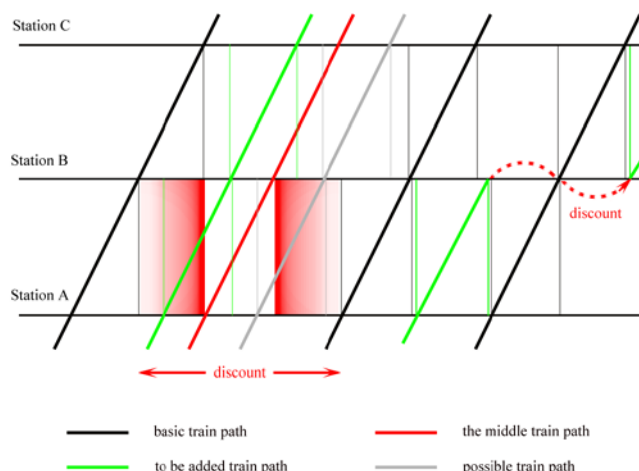 Station C
Station B
discount
Station A
discount
basic train path
the middle train path
to be added train path
possible train path